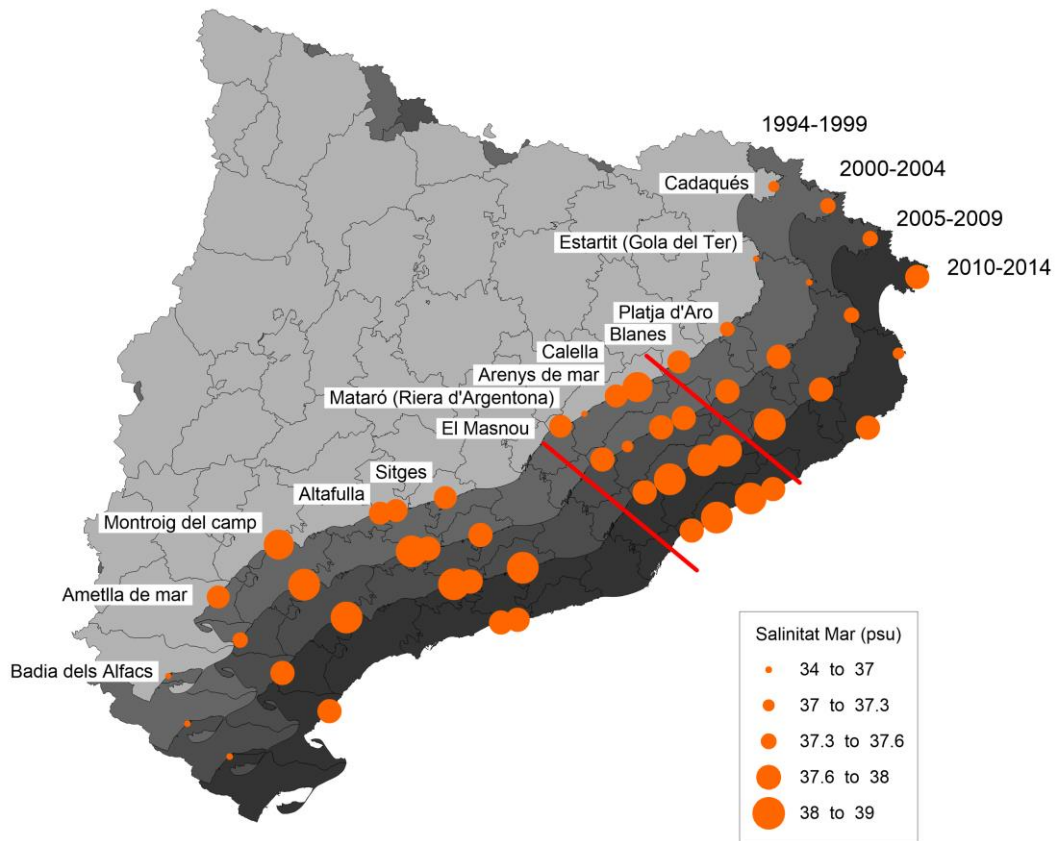 1994-1999
2000-2004
Cadaqués
2005-2009
Estartit (Gola del Ter)
2010-2014
Platja d'Aro
Blanes
Calella
Arenys de mar
Mataró (Riera d'Argentona)
El Masnou
Sitges
Altafulla
Montroig del camp
Ametlla de mar
Badia dels Alfacs
Salinitat Mar (psu)
34 to 37
37 to 37.3
37.3 to 37.6
37.6 to 38
38 to 39